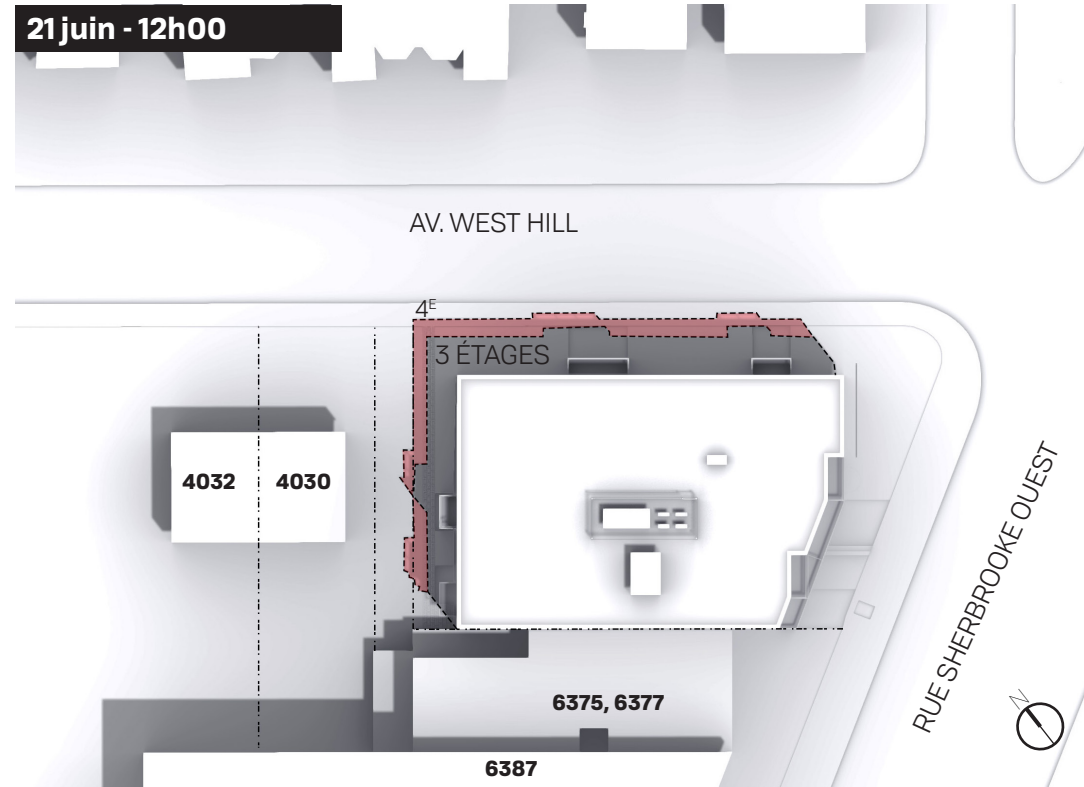 21 juin - 12h00
AV. WEST HILL
4E
3 ÉTAGES
4032
4030
RUE SHERBROOKE OUEST
6375, 6377
N
6387